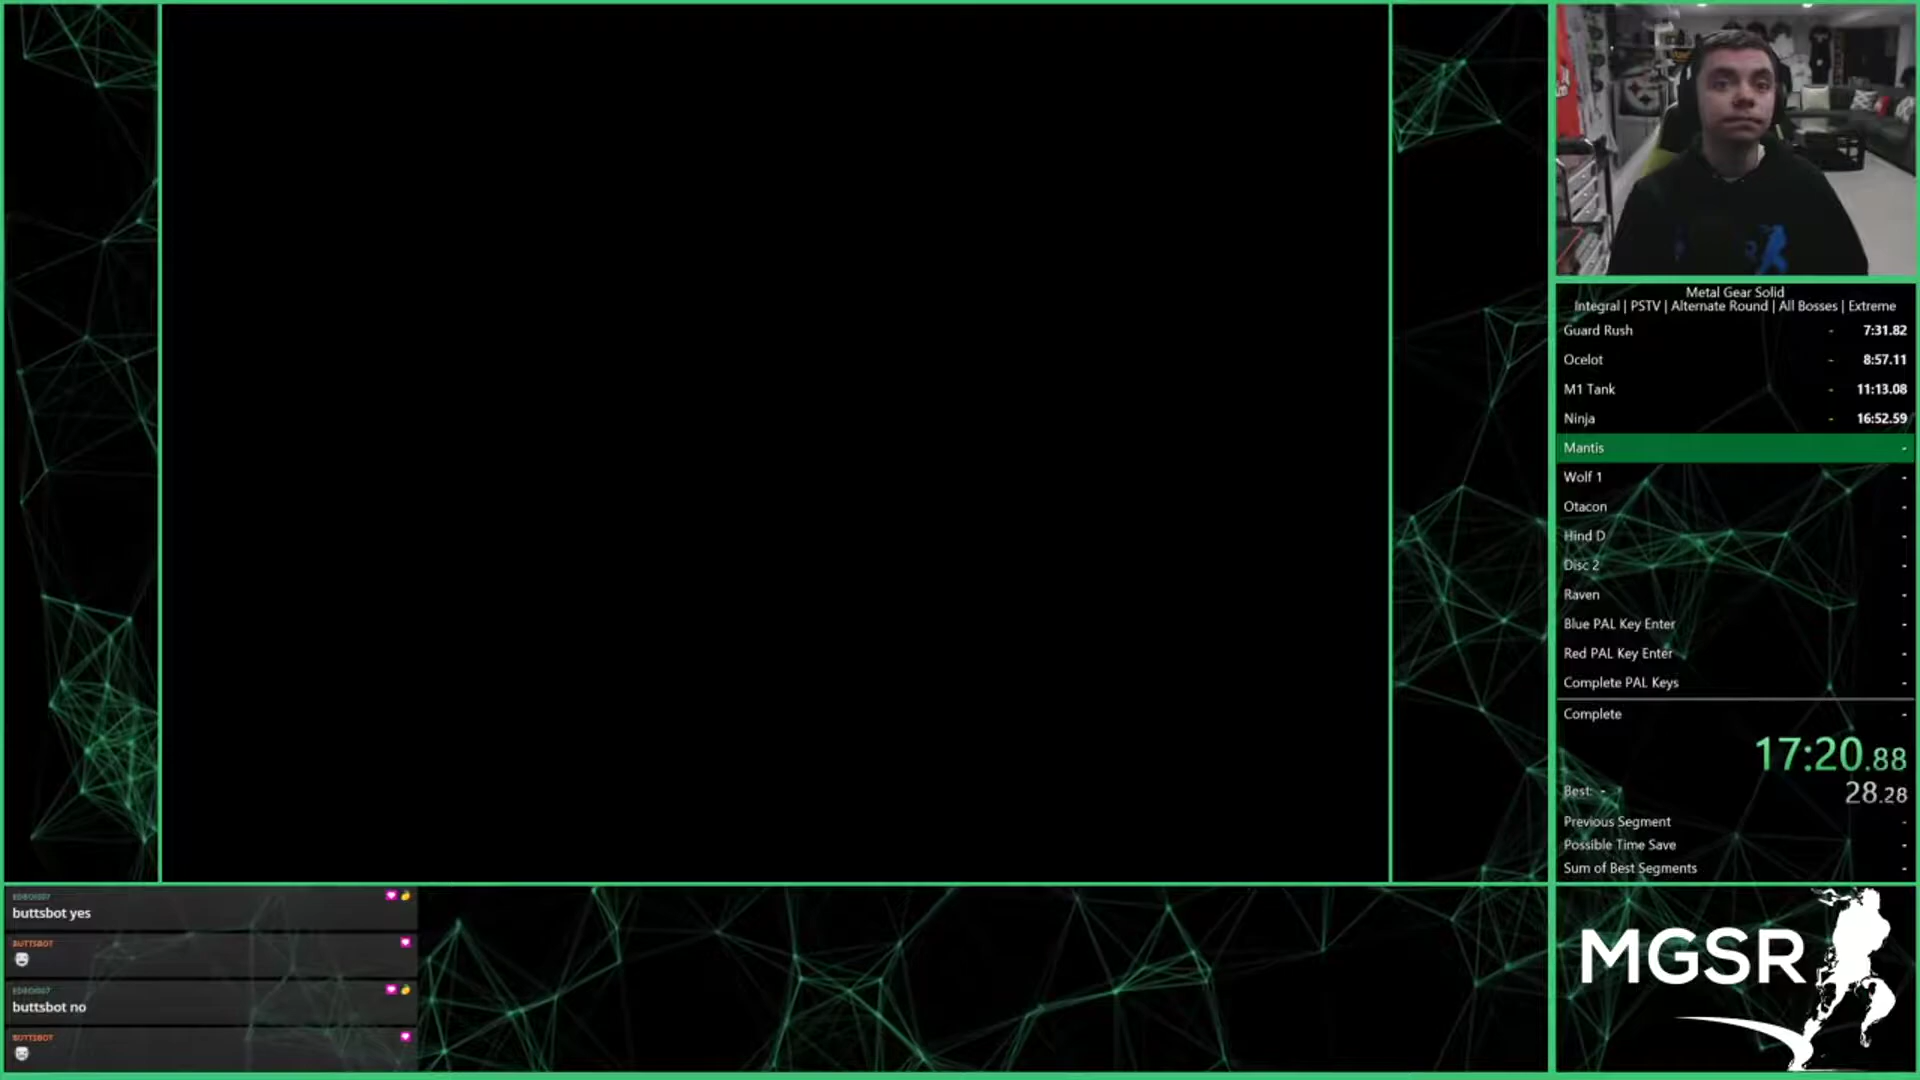 Metal Gear Solid
Integral | PSTV | Alternate Round | All Bosses | Extreme
Guard Rush - 7:31.82
Ocelot - 8:57.11
M1 Tank - 11:13.08
Ninja - 16:52.59
Mantis -
Wolf 1 -
Otacon -
Hind D -
Disc 2 -
Raven -
Blue PAL Key Enter -
Red PAL Key Enter -
Complete PAL Keys -
Complete -
17:20.88
Best: - 28.28
Previous Segment -
Possible Time Save -
Sum of Best Segments -
buttsbot yes
BUTTSBOT
buttsbot no
BUTTSBOT
MGSR